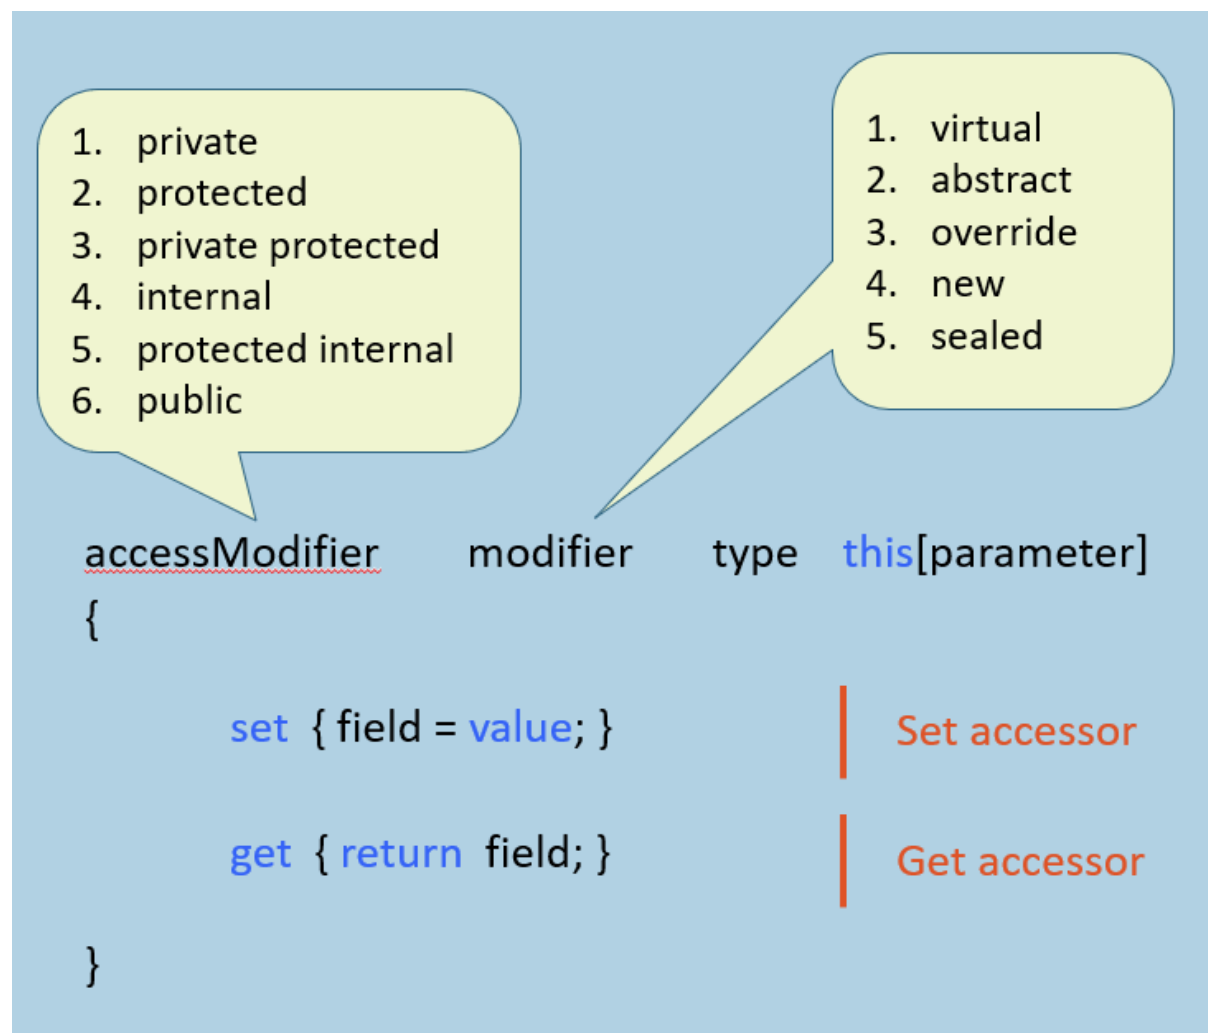 1. private
2. protected
3. private protected
4. internal
5. protected internal
6. public
1. virtual
2. abstract
3. override
4. new
5. sealed
accessModifier modifier type this[parameter]
{
set { field = value; } Set accessor
get { return field; } Get accessor
}